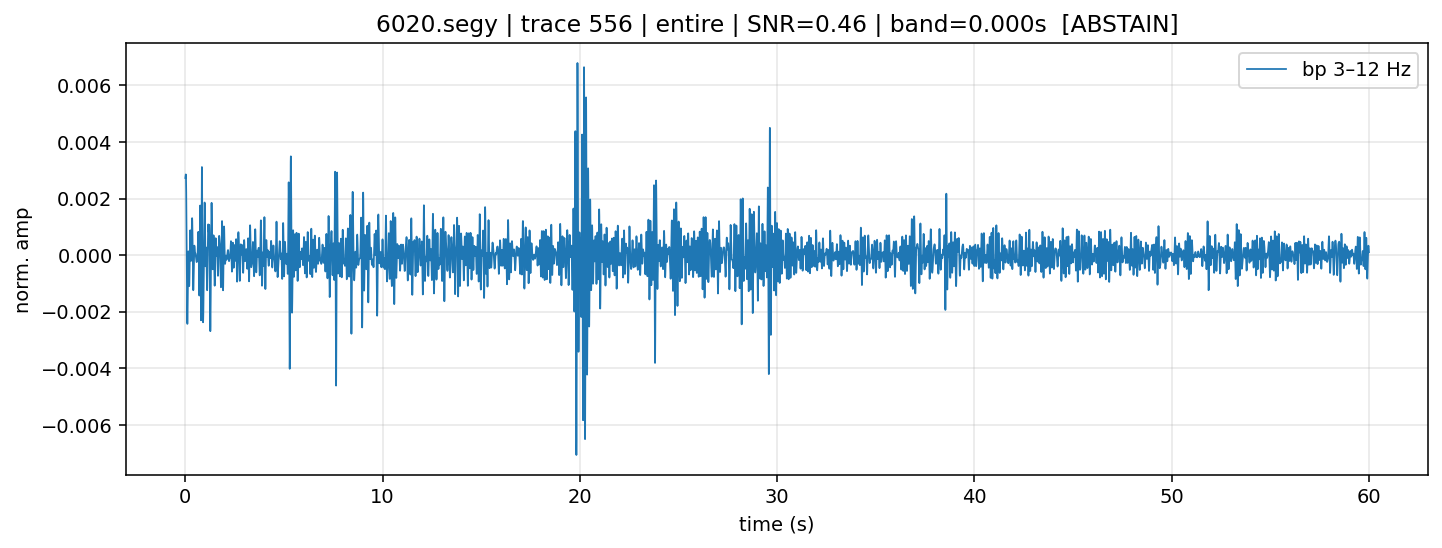 6020.segy | trace 556 | entire | SNR=0.46 | band=0.000s [ABSTAIN]
bp 3–12 Hz
norm. amp
0.006
0.004
0.002
0.000
−0.002
−0.004
−0.006
0 10 20 30 40 50 60
time (s)